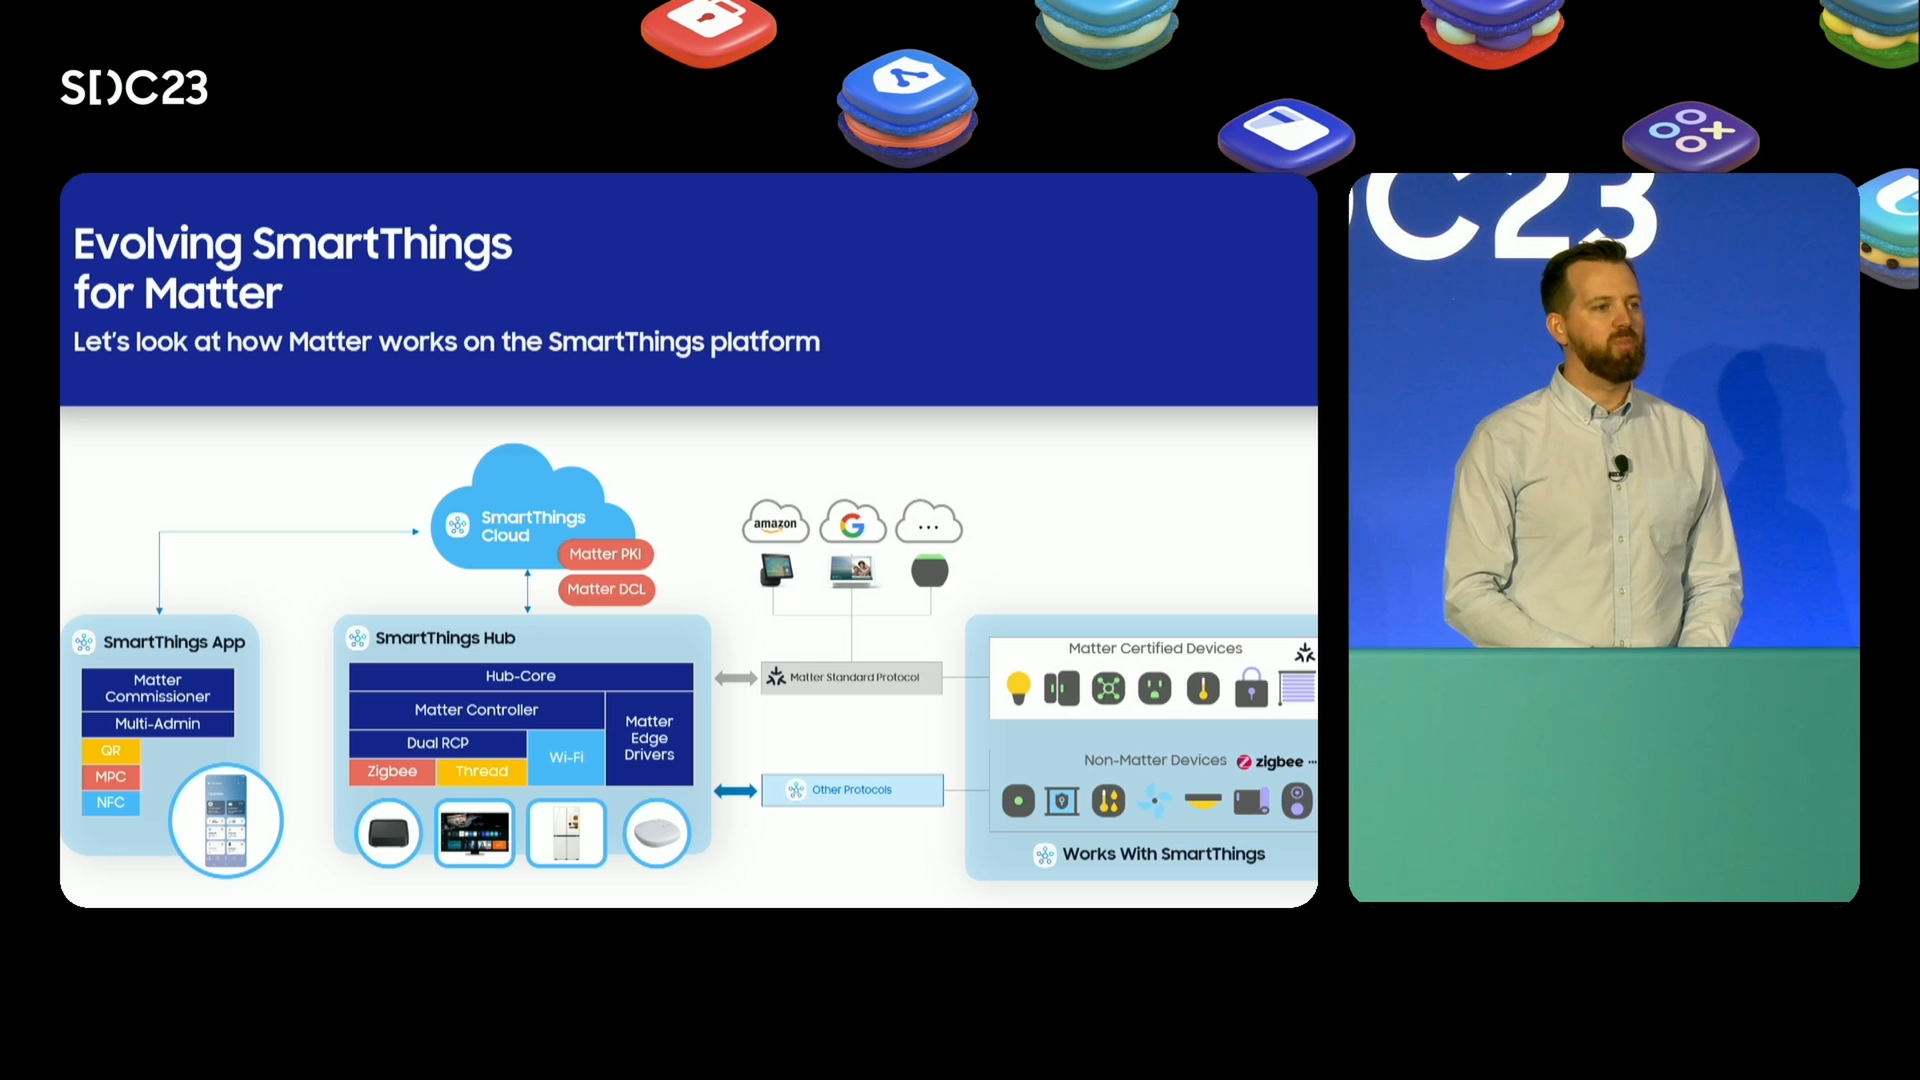 SDC23
Evolving SmartThings
for Matter
Let's look at how Matter works on the SmartThings platform
SmartThings
Cloud
Matter PKI
Matter DCL
amazon
G
...
SmartThings App
Matter
Commissioner
Multi-Admin
QR
MPC
NFC
SmartThings Hub
Hub-Core
Matter Controller
Dual RCP
Zigbee
Thread
Wi-Fi
Matter
Edge
Drivers
Matter Standard Protocol
Other Protocols
Matter Certified Devices
Non-Matter Devices
zigbee ...
Works With SmartThings
C23